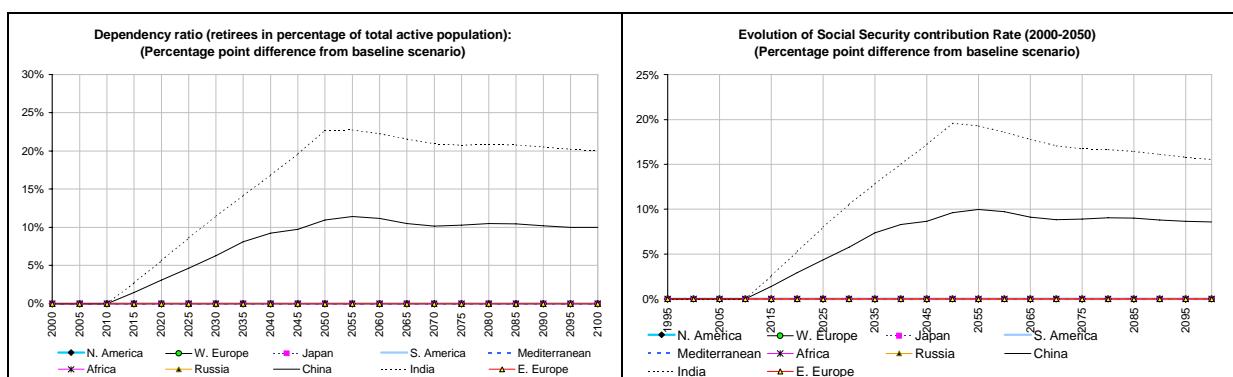 Dependency ratio (retirees in percentage of total active population):
(Percentage point difference from baseline scenario)
30%
25%
20%
15%
10%
5%
0%
2000 2005 2010 2015 2020 2025 2030 2035 2040 2045 2050 2055 2060 2065 2070 2075 2080 2085 2090 2095 2100
N. America W. Europe Japan S. America Mediterranean
Africa Russia China India E. Europe
Evolution of Social Security contribution Rate (2000-2050)
(Percentage point difference from baseline scenario)
25%
20%
15%
10%
5%
0%
1995 2005 2015 2025 2035 2045 2055 2065 2075 2085 2095
N. America W. Europe Japan S. America
Mediterranean Africa Russia China
India E. Europe